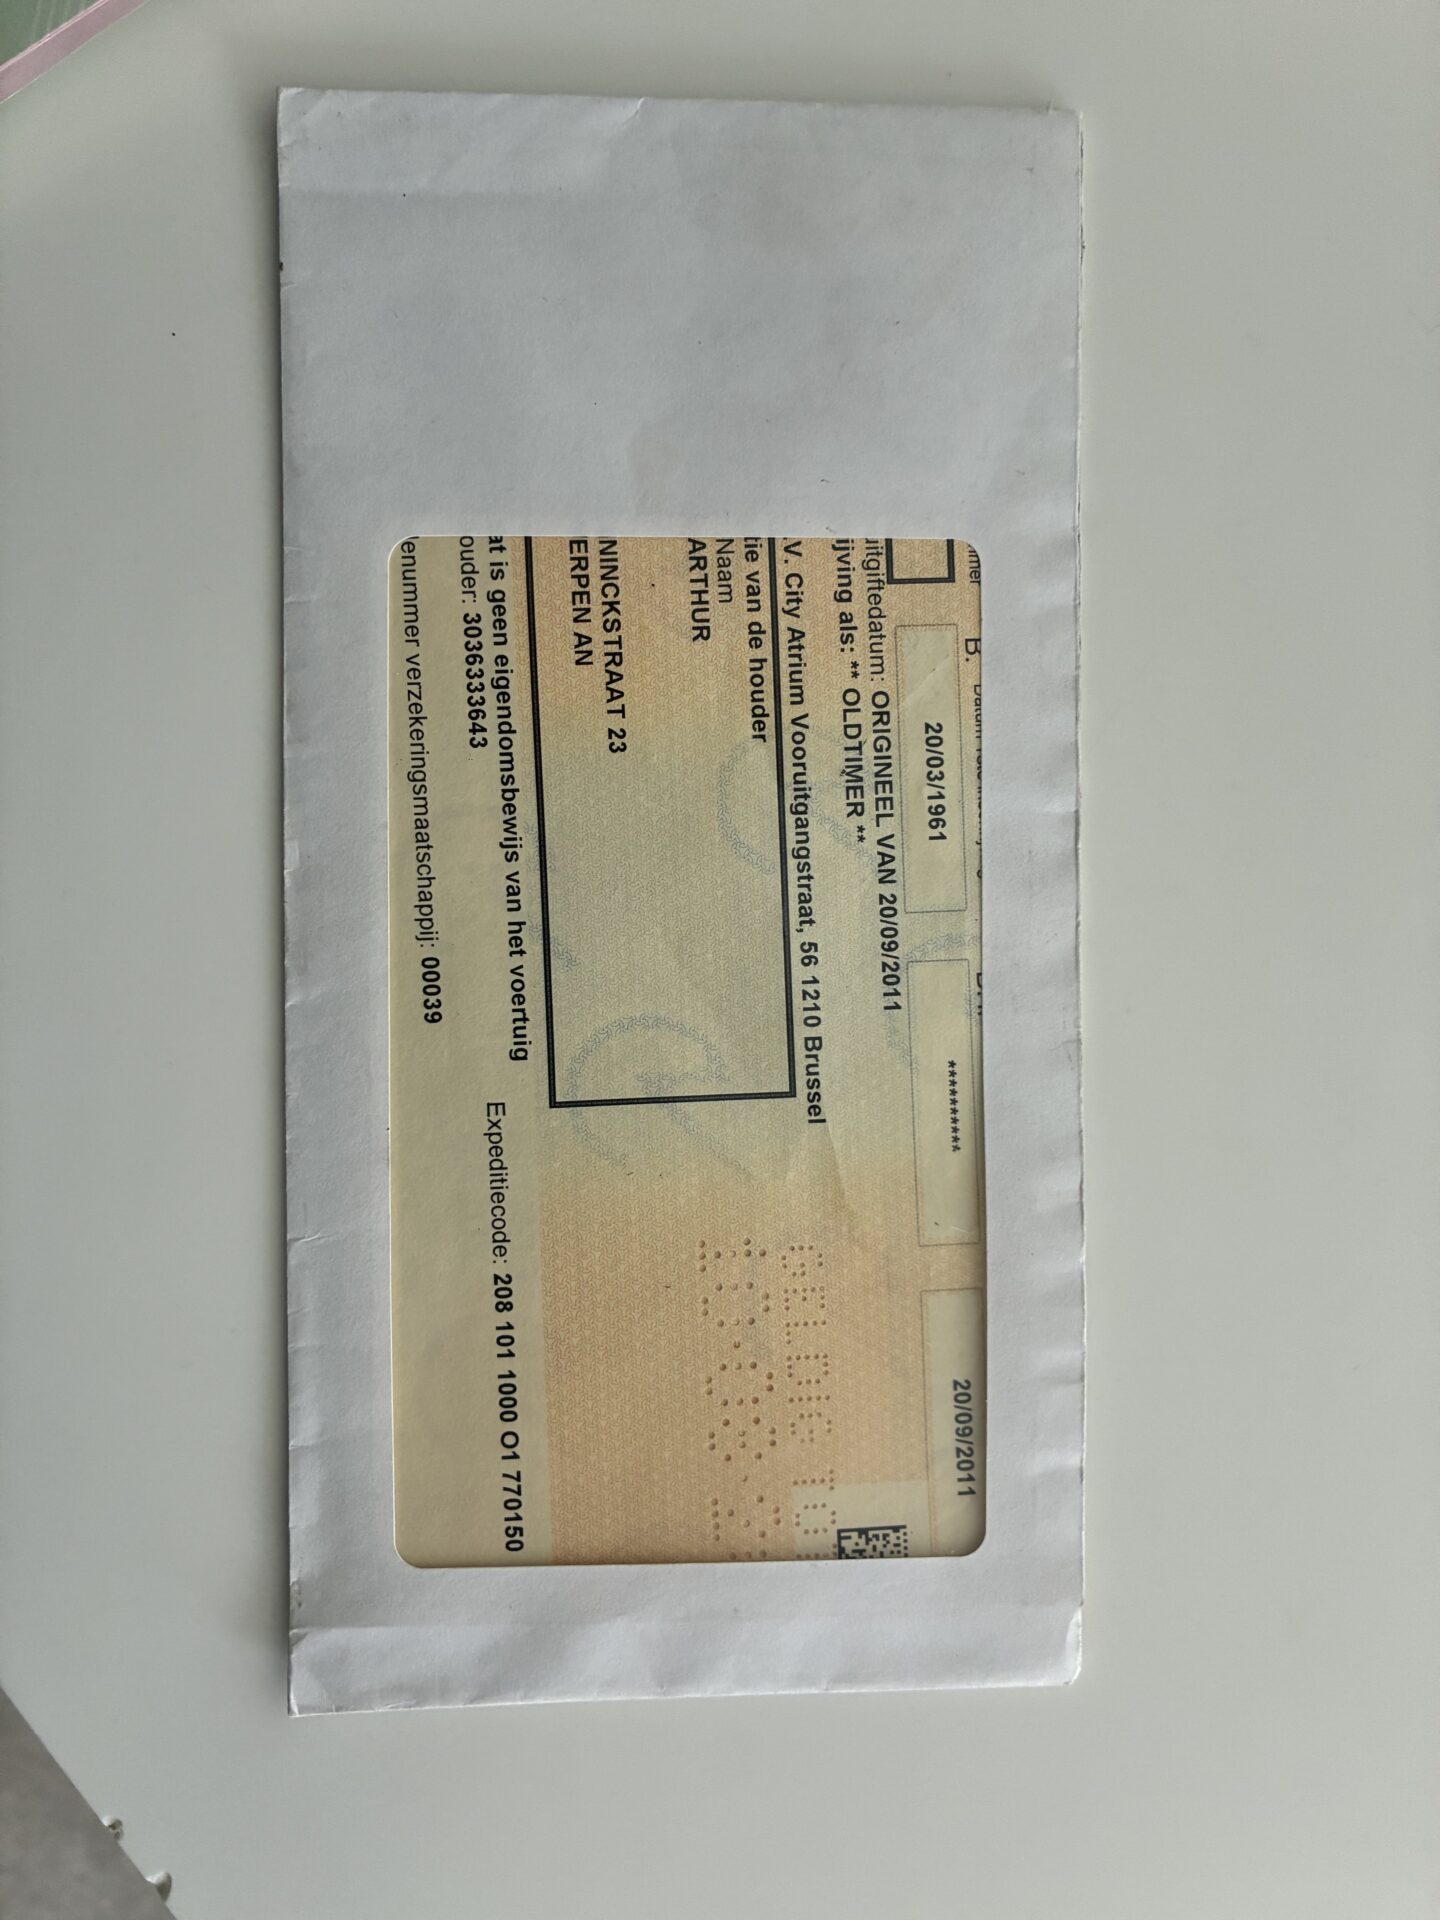 B.
20/03/1961
*********
20/09/2011
uitgiftedatum: ORIGINEEL VAN 20/09/2011
ijving als: ** OLDTIMER **
.V. City Atrium Vooruitgangstraat, 56 1210 Brussel
tie van de houder
Naam
ARTHUR
NINCKSTRAAT 23
ERPEN AN
at is geen eigendomsbewijs van het voertuig
ouder: 3036333643
Expeditiecode: 208 101 1000 O1 770150
enummer verzekeringsmaatschappij: 00039